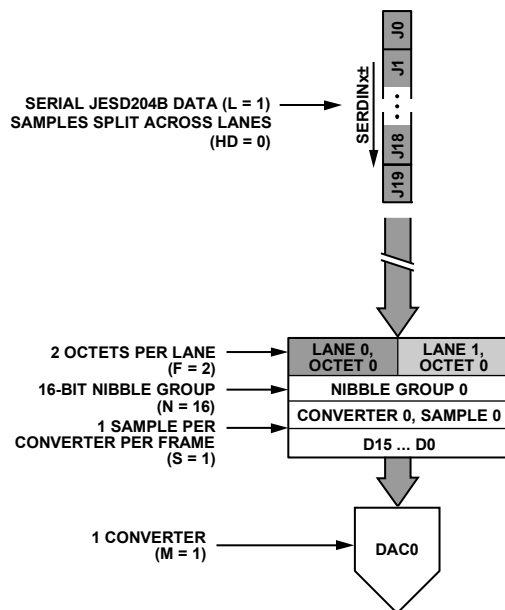 J0
J1
...
J18
J19
SERDINx±
SERIAL JESD204B DATA (L = 1)
SAMPLES SPLIT ACROSS LANES
(HD = 0)
2 OCTETS PER LANE
(F = 2)
LANE 0,
OCTET 0
LANE 1,
OCTET 0
16-BIT NIBBLE GROUP
(N = 16)
NIBBLE GROUP 0
1 SAMPLE PER
CONVERTER PER FRAME
(S = 1)
CONVERTER 0, SAMPLE 0
D15 ... D0
1 CONVERTER
(M = 1)
DAC0